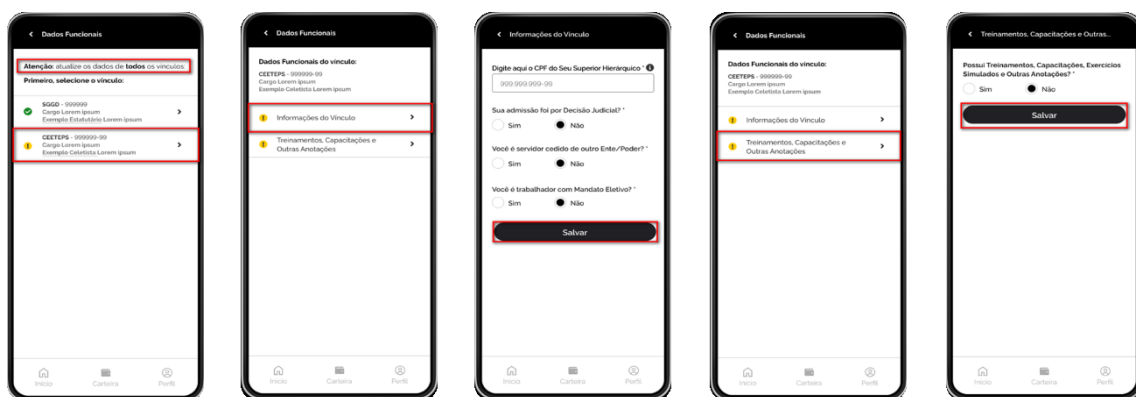 Dados Funcionais
Atenção: atualize os dados de todos os vínculos:
Primeiro, selecione o vínculo:
SGGD - 999999
Cargo Lorem ipsum
Exemplo Estatutário Lorem ipsum
CEETEPS - 999999-99
Cargo Lorem ipsum
Exemplo Celetista Lorem ipsum
Início Carteira Perfil
Dados Funcionais
Dados Funcionais do vínculo:
CEETEPS - 999999-99
Cargo Lorem ipsum
Exemplo Celetista Lorem ipsum
Informações do Vínculo
Treinamentos, Capacitações e
Outras Anotações
Início Carteira Perfil
Informações do Vínculo
Digite aqui o CPF do Seu Superior Hierárquico *
999.999.999-99
Sua admissão foi por Decisão Judicial? *
Sim Não
Você é servidor cedido de outro Ente/Poder? *
Sim Não
Você é trabalhador com Mandato Eletivo? *
Sim Não
Salvar
Início Carteira Perfil
Dados Funcionais
Dados Funcionais do vínculo:
CEETEPS - 999999-99
Cargo Lorem ipsum
Exemplo Celetista Lorem ipsum
Informações do Vínculo
Treinamentos, Capacitações e
Outras Anotações
Início Carteira Perfil
Treinamentos, Capacitações e Outras...
Possui Treinamentos, Capacitações, Exercícios
Simulados e Outras Anotações? *
Sim Não
Salvar
Início Carteira Perfil